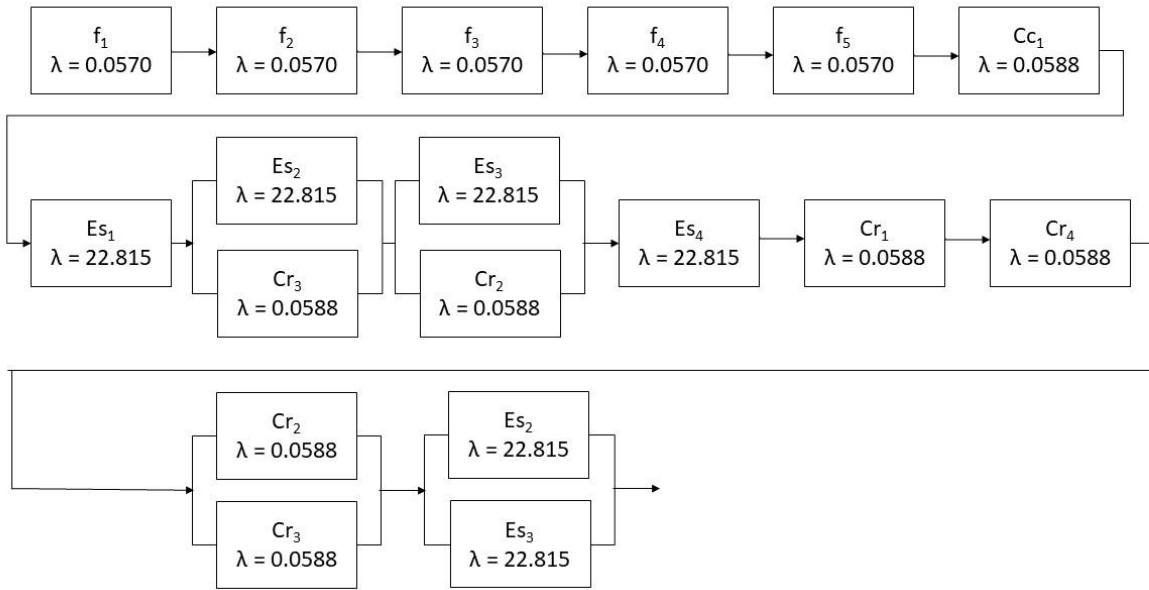 f₁
λ = 0.0570
f₂
λ = 0.0570
f₃
λ = 0.0570
f₄
λ = 0.0570
f₅
λ = 0.0570
Cc₁
λ = 0.0588
Es₁
λ = 22.815
Es₂
λ = 22.815
Cr₃
λ = 0.0588
Es₃
λ = 22.815
Cr₂
λ = 0.0588
Es₄
λ = 22.815
Cr₁
λ = 0.0588
Cr₄
λ = 0.0588
Cr₂
λ = 0.0588
Cr₃
λ = 0.0588
Es₂
λ = 22.815
Es₃
λ = 22.815